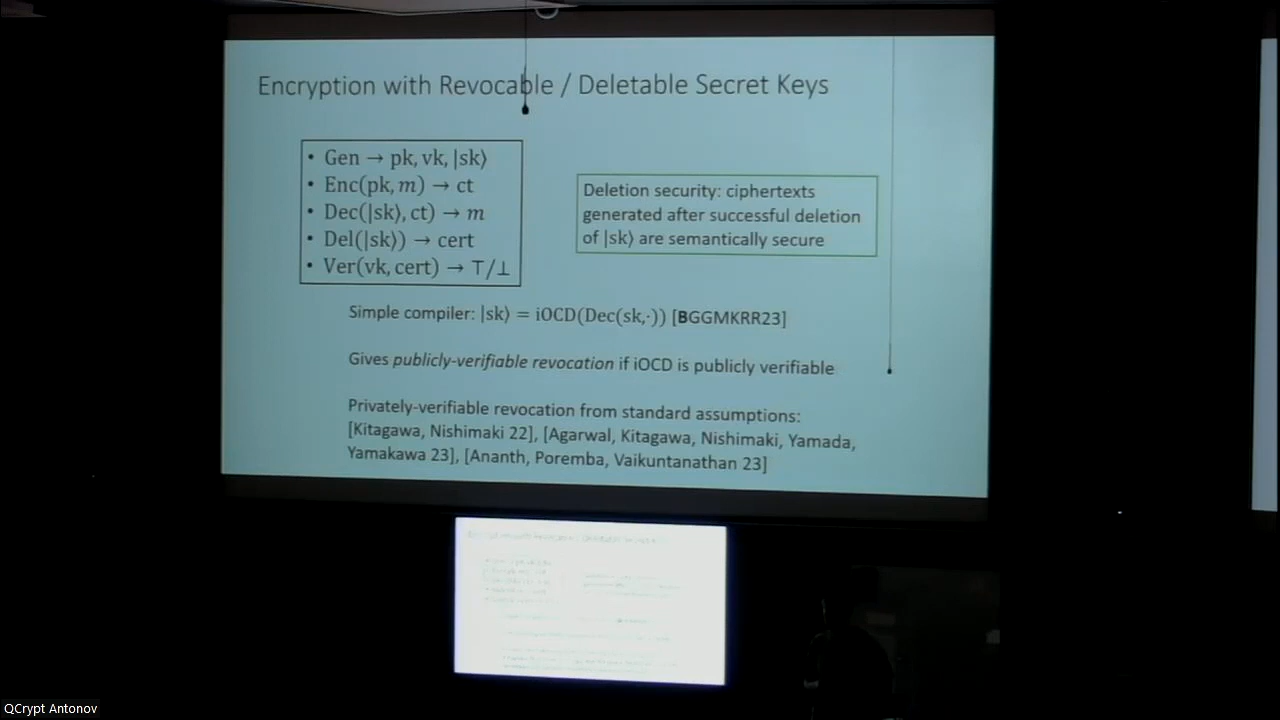 Encryption with Revocable / Deletable Secret Keys
• Gen → pk, vk, |sk⟩
• Enc(pk, m) → ct
• Dec(|sk⟩, ct) → m
• Del(|sk⟩) → cert
• Ver(vk, cert) → ⊤/⊥
Deletion security: ciphertexts
generated after successful deletion
of |sk⟩ are semantically secure
Simple compiler: |sk⟩ = iOCD(Dec(sk,·)) [BGGMKRR23]
Gives publicly-verifiable revocation if iOCD is publicly verifiable
Privately-verifiable revocation from standard assumptions:
[Kitagawa, Nishimaki 22], [Agarwal, Kitagawa, Nishimaki, Yamada,
Yamakawa 23], [Ananth, Poremba, Vaikuntanathan 23]
QCrypt Antonov